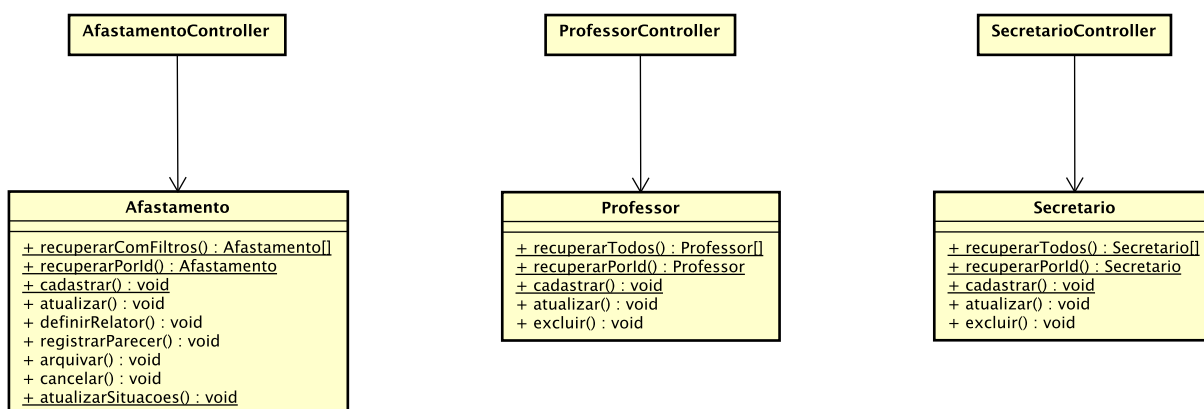 AfastamentoController
ProfessorController
SecretarioController
Afastamento
+ recuperarComFiltros() : Afastamento[]
+ recuperarPorId() : Afastamento
+ cadastrar() : void
+ atualizar() : void
+ definirRelator() : void
+ registrarParecer() : void
+ arquivar() : void
+ cancelar() : void
+ atualizarSituacoes() : void
Professor
+ recuperarTodos() : Professor[]
+ recuperarPorId() : Professor
+ cadastrar() : void
+ atualizar() : void
+ excluir() : void
Secretario
+ recuperarTodos() : Secretario[]
+ recuperarPorId() : Secretario
+ cadastrar() : void
+ atualizar() : void
+ excluir() : void